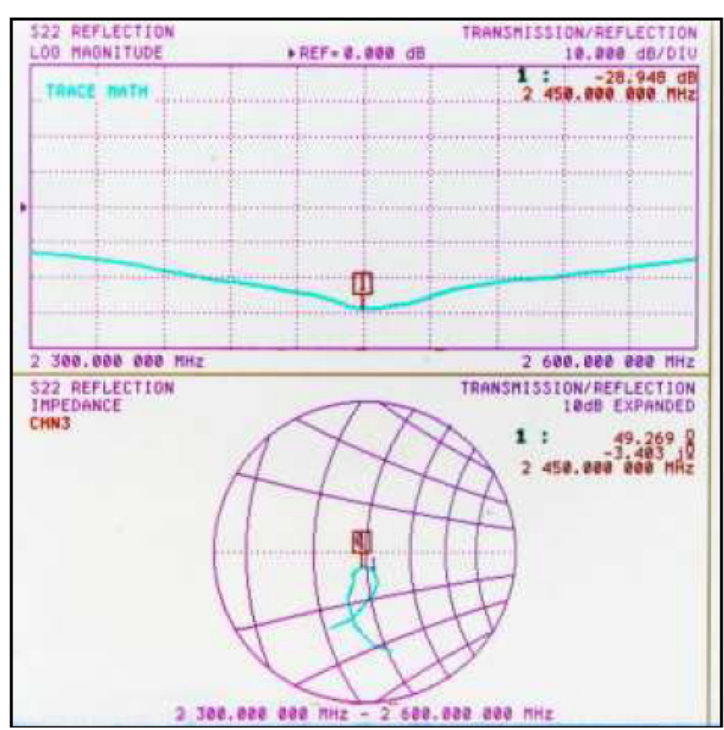 S22 REFLECTION TRANSMISSION/REFLECTION
LOG MAGNITUDE ▶REF= 0.000 dB 10.000 dB/DIV
1 : -28.948 dB
TRACE MATH 2 450.000 000 MHz
1
2 300.000 000 MHz 2 600.000 000 MHz
S22 REFLECTION TRANSMISSION/REFLECTION
IMPEDANCE 10dB EXPANDED
CHN3 1 : 49.269 Ω
-3.403 jΩ
2 450.000 000 MHz
2 300.000 000 MHz - 2 600.000 000 MHz